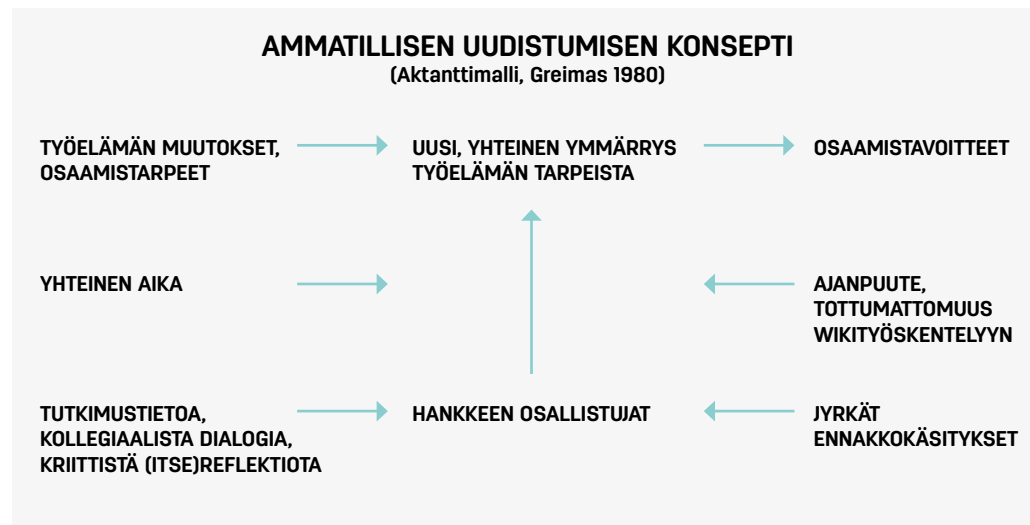 AMMATILLISEN UUDISTUMISEN KONSEPTI
(Aktanttimalli, Greimas 1980)
TYÖELÄMÄN MUUTOKSET,
OSAAMISTARPEET
UUSI, YHTEINEN YMMÄRRYS
TYÖELÄMÄN TARPEISTA
OSAAMISTAVOITTEET
YHTEINEN AIKA
AJANPUUTE,
TOTTUMATTOMUUS
WIKITYÖSKENTELYYN
TUTKIMUSTIETOA,
KOLLEGIAALISTA DIALOGIA,
KRIITTISTÄ (ITSE)REFLEKTIOTA
HANKKEEN OSALLISTUJAT
JYRKÄT
ENNAKKOKÄSITYKSET